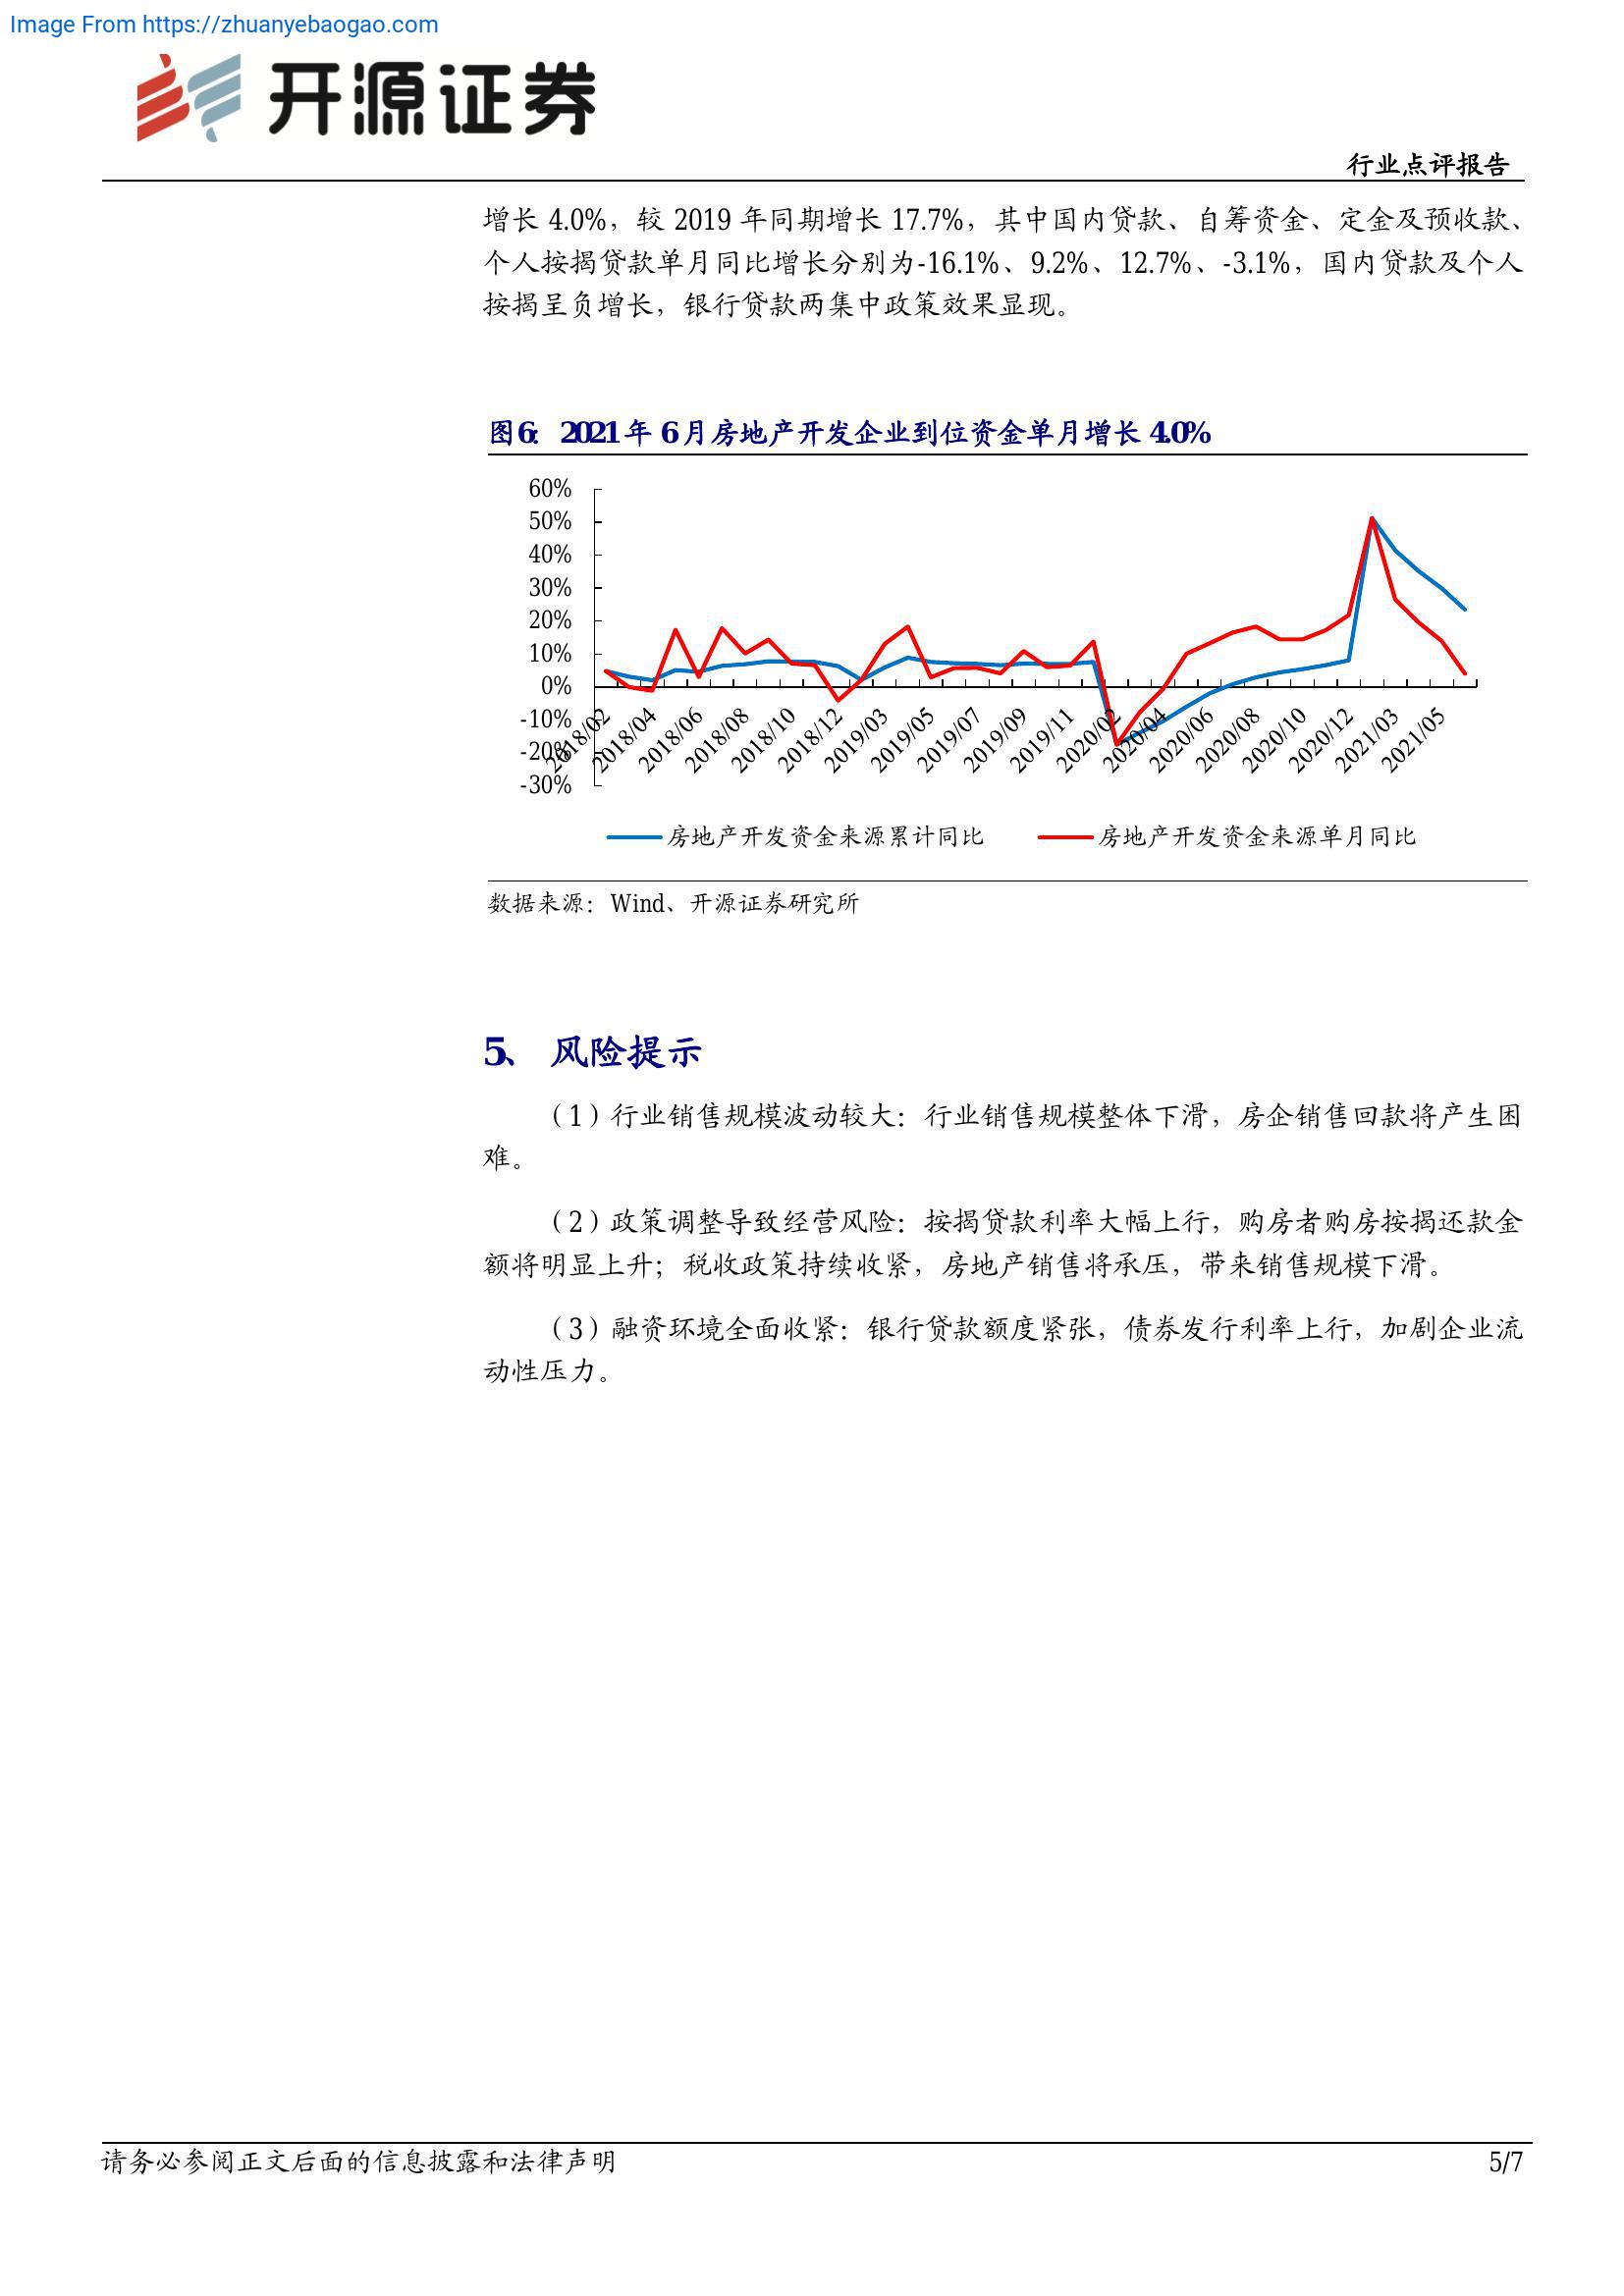 Image From https://zhuanyebaogao.com
开源证券
行业点评报告
增长 4.0%，较 2019 年同期增长 17.7%，其中国内贷款、自筹资金、定金及预收款、
个人按揭贷款单月同比增长分别为-16.1%、9.2%、12.7%、-3.1%，国内贷款及个人
按揭呈负增长，银行贷款两集中政策效果显现。
图6：2021年6月房地产开发企业到位资金单月增长4.0%
60%
50%
40%
30%
20%
10%
0%
-10%
-20%
-30%
2018/02
2018/04
2018/06
2018/08
2018/10
2018/12
2019/03
2019/05
2019/07
2019/09
2019/11
2020/02
2020/04
2020/06
2020/08
2020/10
2020/12
2021/03
2021/05
房地产开发资金来源累计同比 房地产开发资金来源单月同比
数据来源：Wind、开源证券研究所
5、 风险提示
（1）行业销售规模波动较大：行业销售规模整体下滑，房企销售回款将产生困
难。
（2）政策调整导致经营风险：按揭贷款利率大幅上行，购房者购房按揭还款金
额将明显上升；税收政策持续收紧，房地产销售将承压，带来销售规模下滑。
（3）融资环境全面收紧：银行贷款额度紧张，债券发行利率上行，加剧企业流
动性压力。
请务必参阅正文后面的信息披露和法律声明 5/7